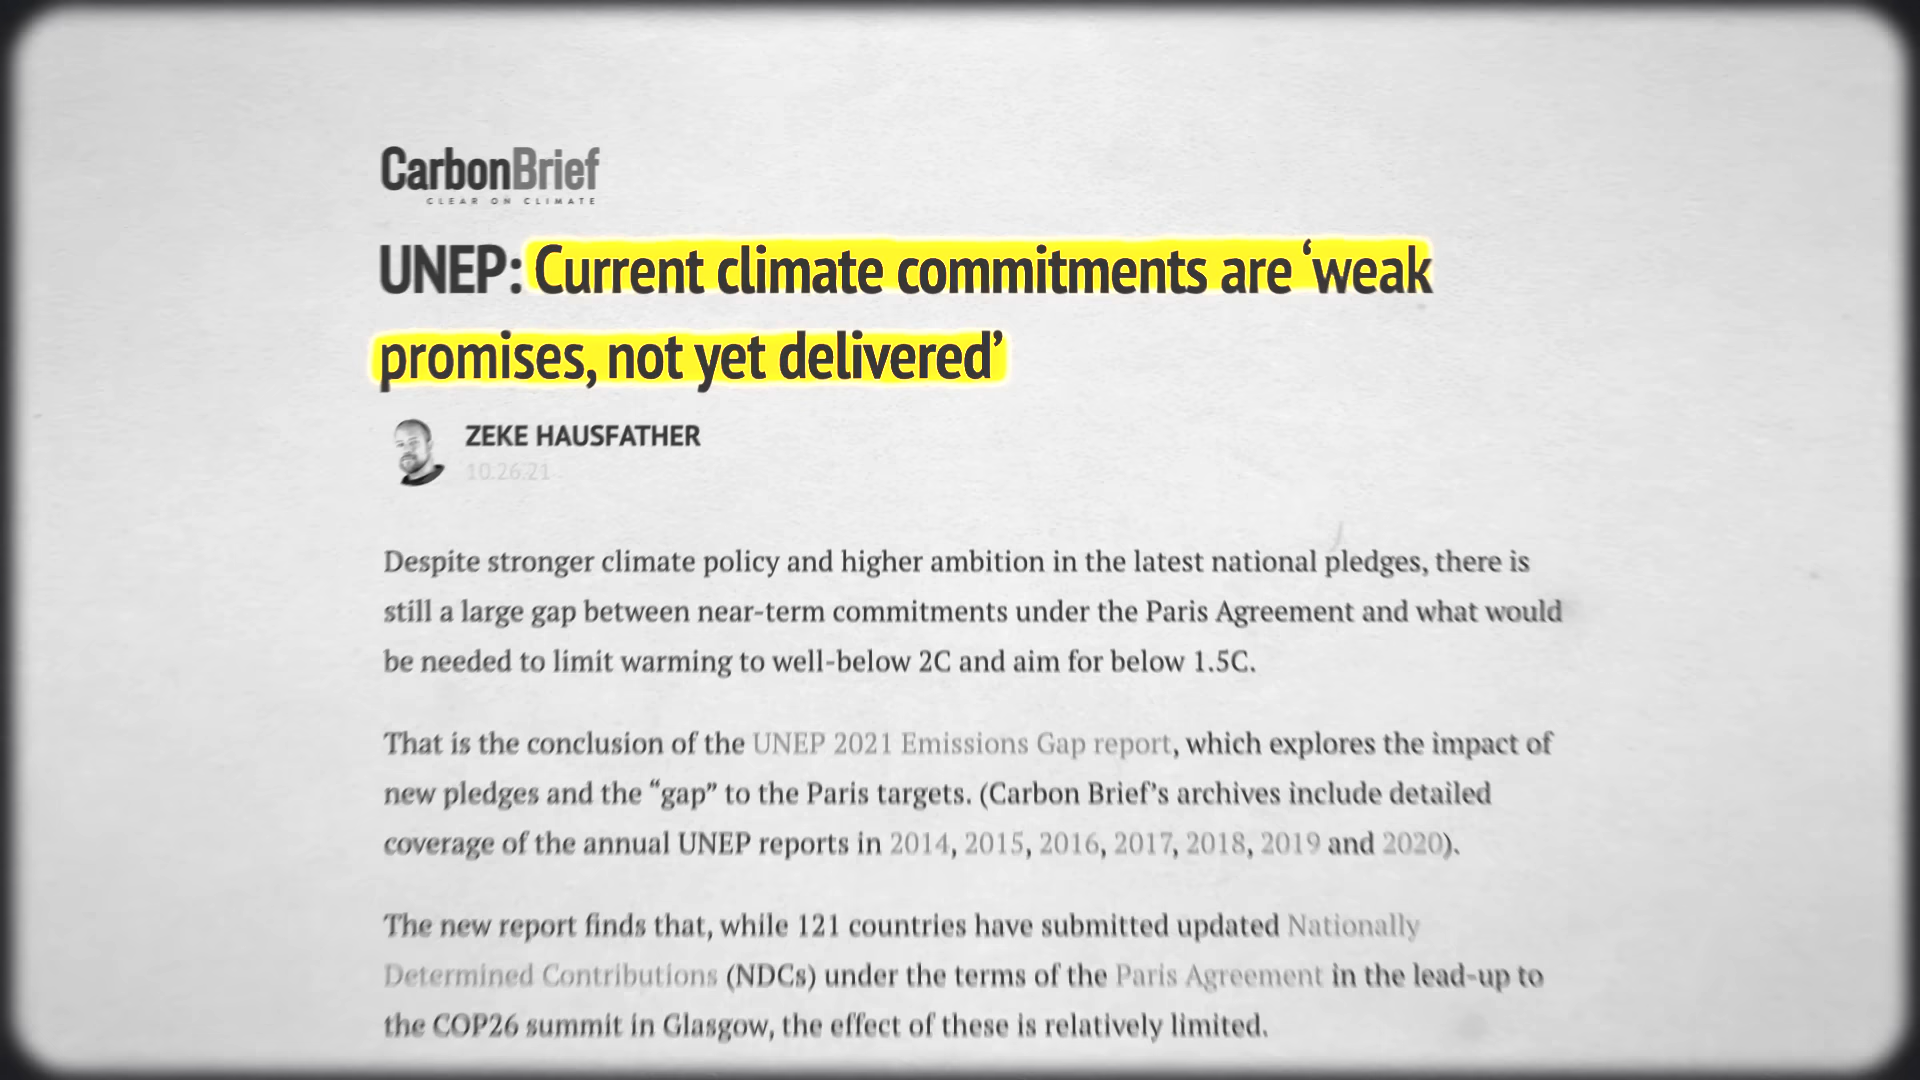 CarbonBrief
CLEAR ON CLIMATE
UNEP: Current climate commitments are ‘weak
promises, not yet delivered’
ZEKE HAUSFATHER
10.26.21
Despite stronger climate policy and higher ambition in the latest national pledges, there is
still a large gap between near-term commitments under the Paris Agreement and what would
be needed to limit warming to well-below 2C and aim for below 1.5C.
That is the conclusion of the UNEP 2021 Emissions Gap report, which explores the impact of
new pledges and the “gap” to the Paris targets. (Carbon Brief’s archives include detailed
coverage of the annual UNEP reports in 2014, 2015, 2016, 2017, 2018, 2019 and 2020).
The new report finds that, while 121 countries have submitted updated Nationally
Determined Contributions (NDCs) under the terms of the Paris Agreement in the lead-up to
the COP26 summit in Glasgow, the effect of these is relatively limited.